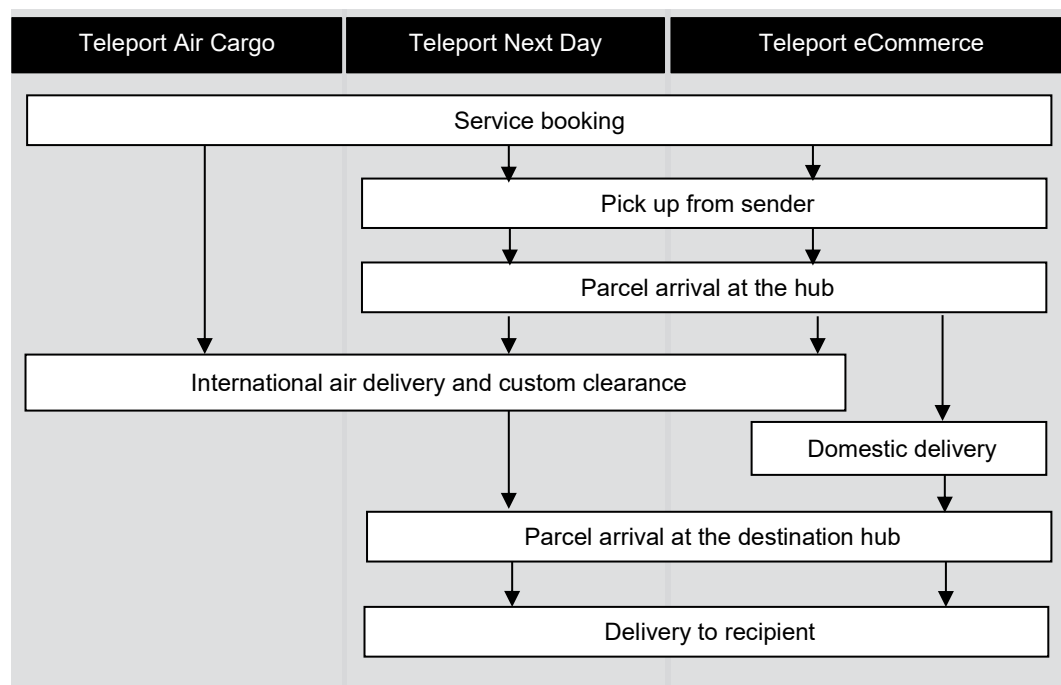 Teleport Air Cargo
Teleport Next Day
Teleport eCommerce
Service booking
Pick up from sender
Parcel arrival at the hub
International air delivery and custom clearance
Domestic delivery
Parcel arrival at the destination hub
Delivery to recipient